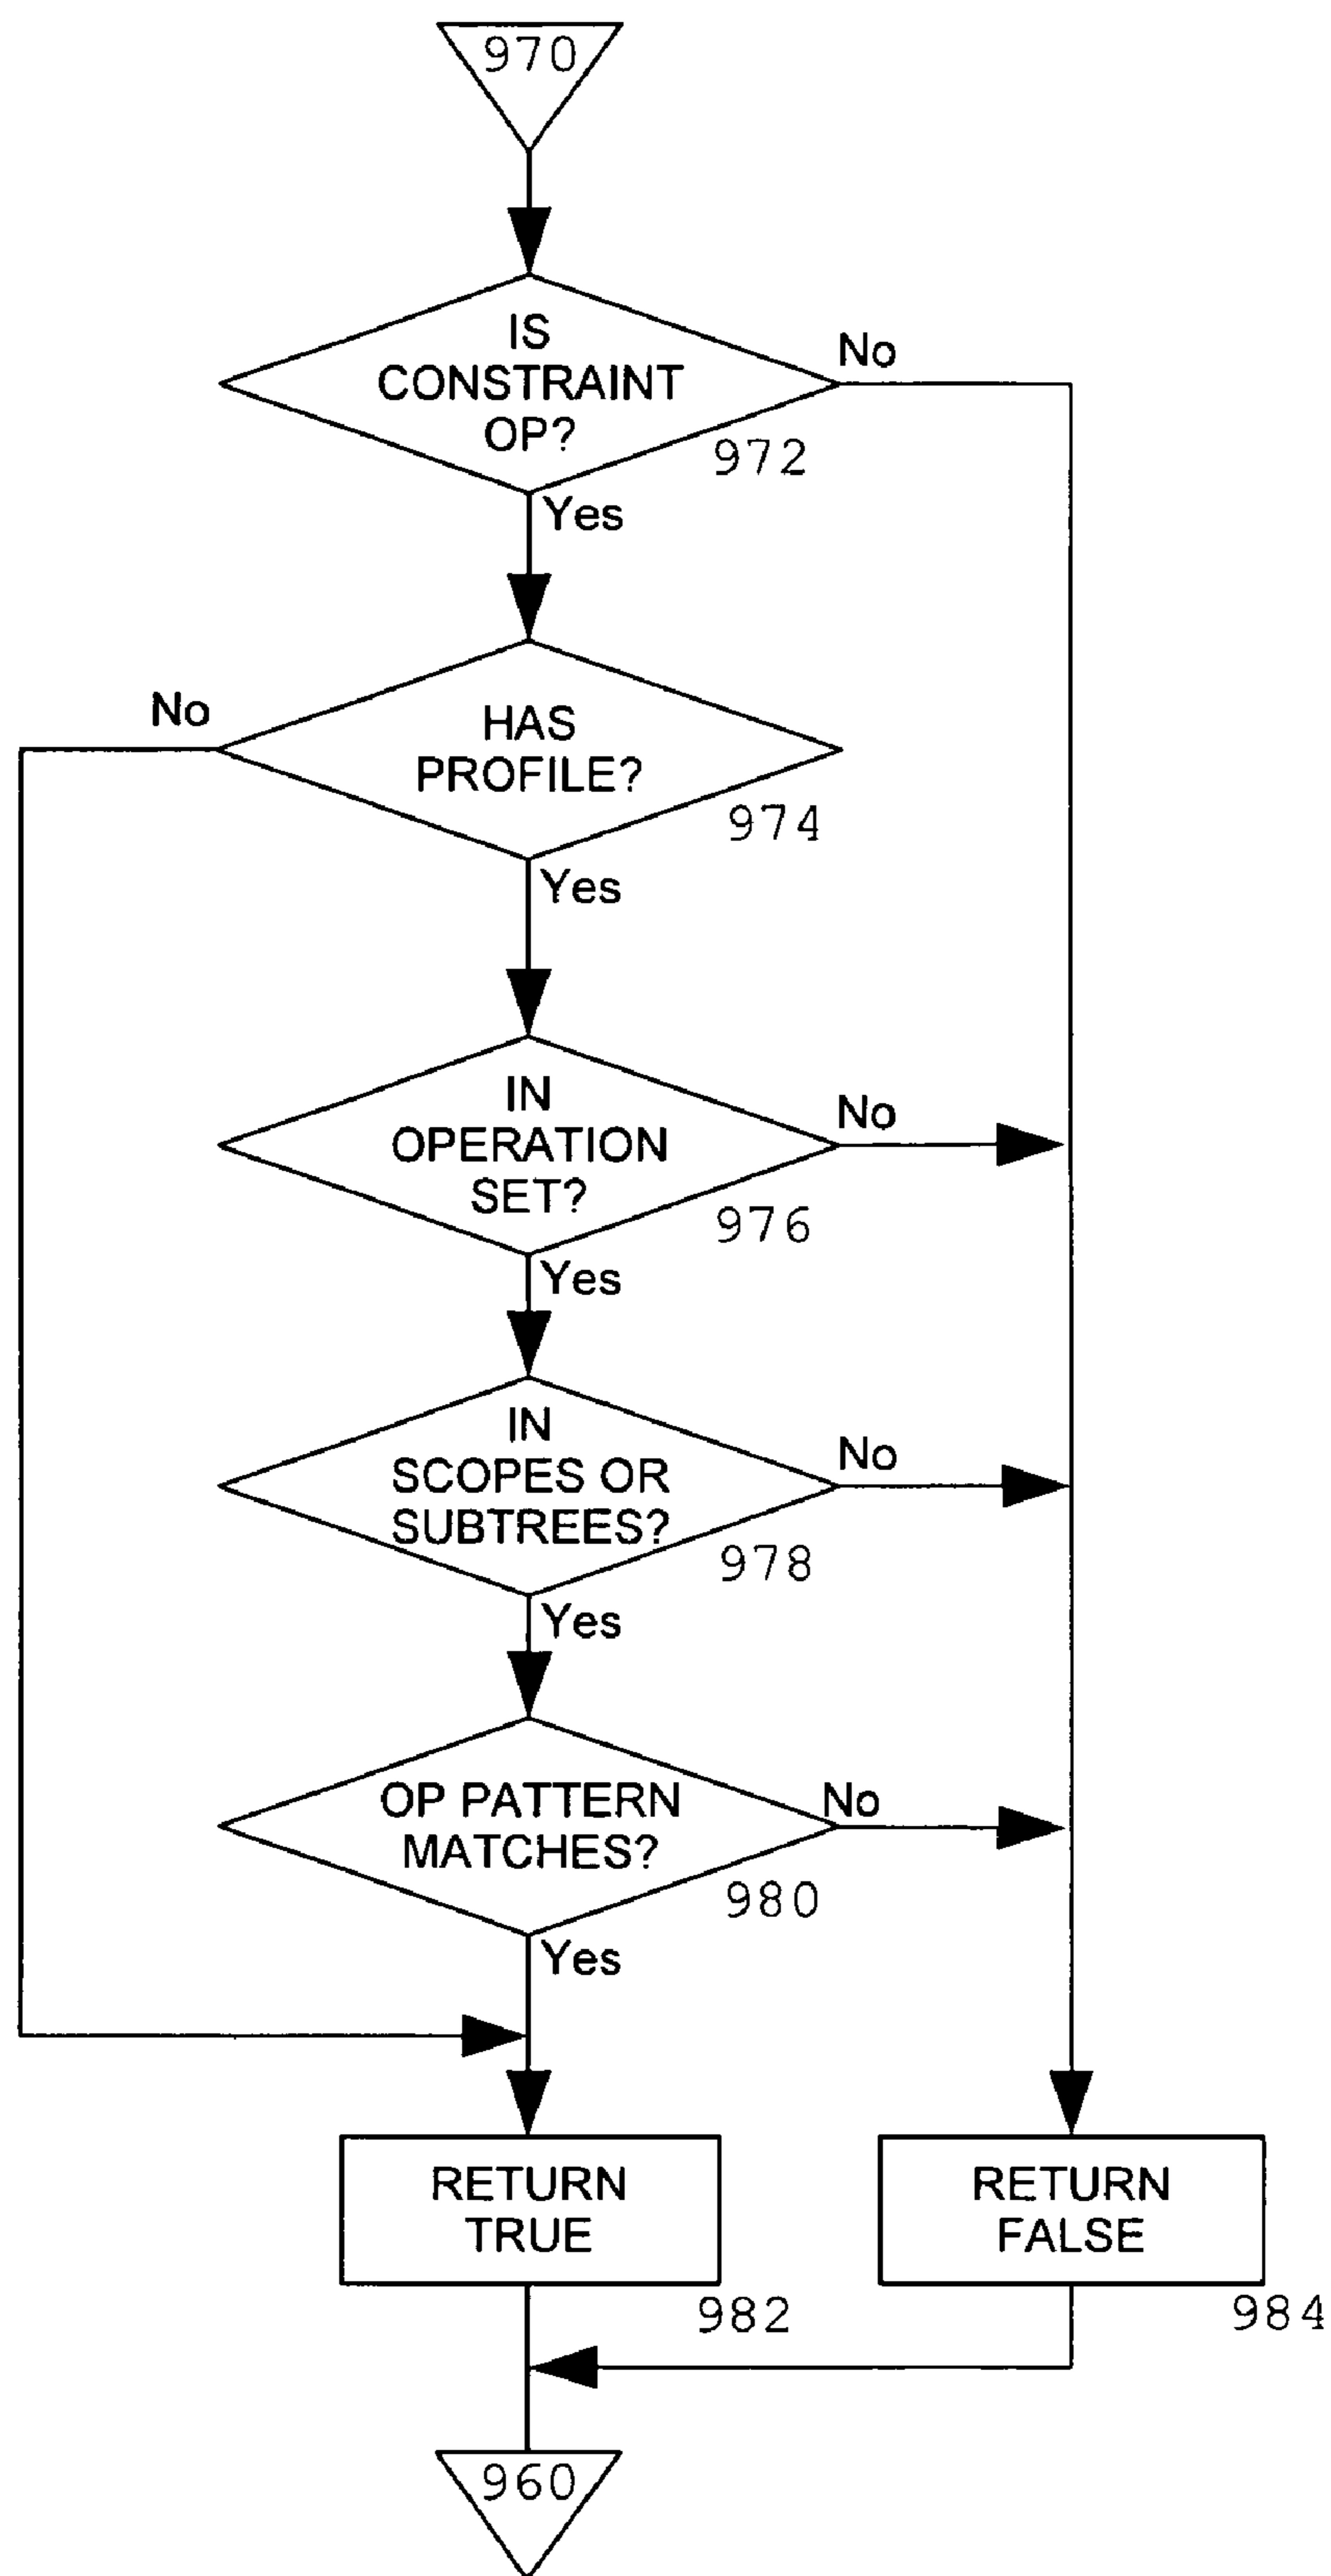 970
IS
CONSTRAINT
OP?
No
972
Yes
No
HAS
PROFILE?
974
Yes
IN
OPERATION
SET?
No
976
Yes
IN
SCOPES OR
SUBTREES?
No
978
Yes
OP PATTERN
MATCHES?
No
980
Yes
RETURN
TRUE
982
RETURN
FALSE
984
960